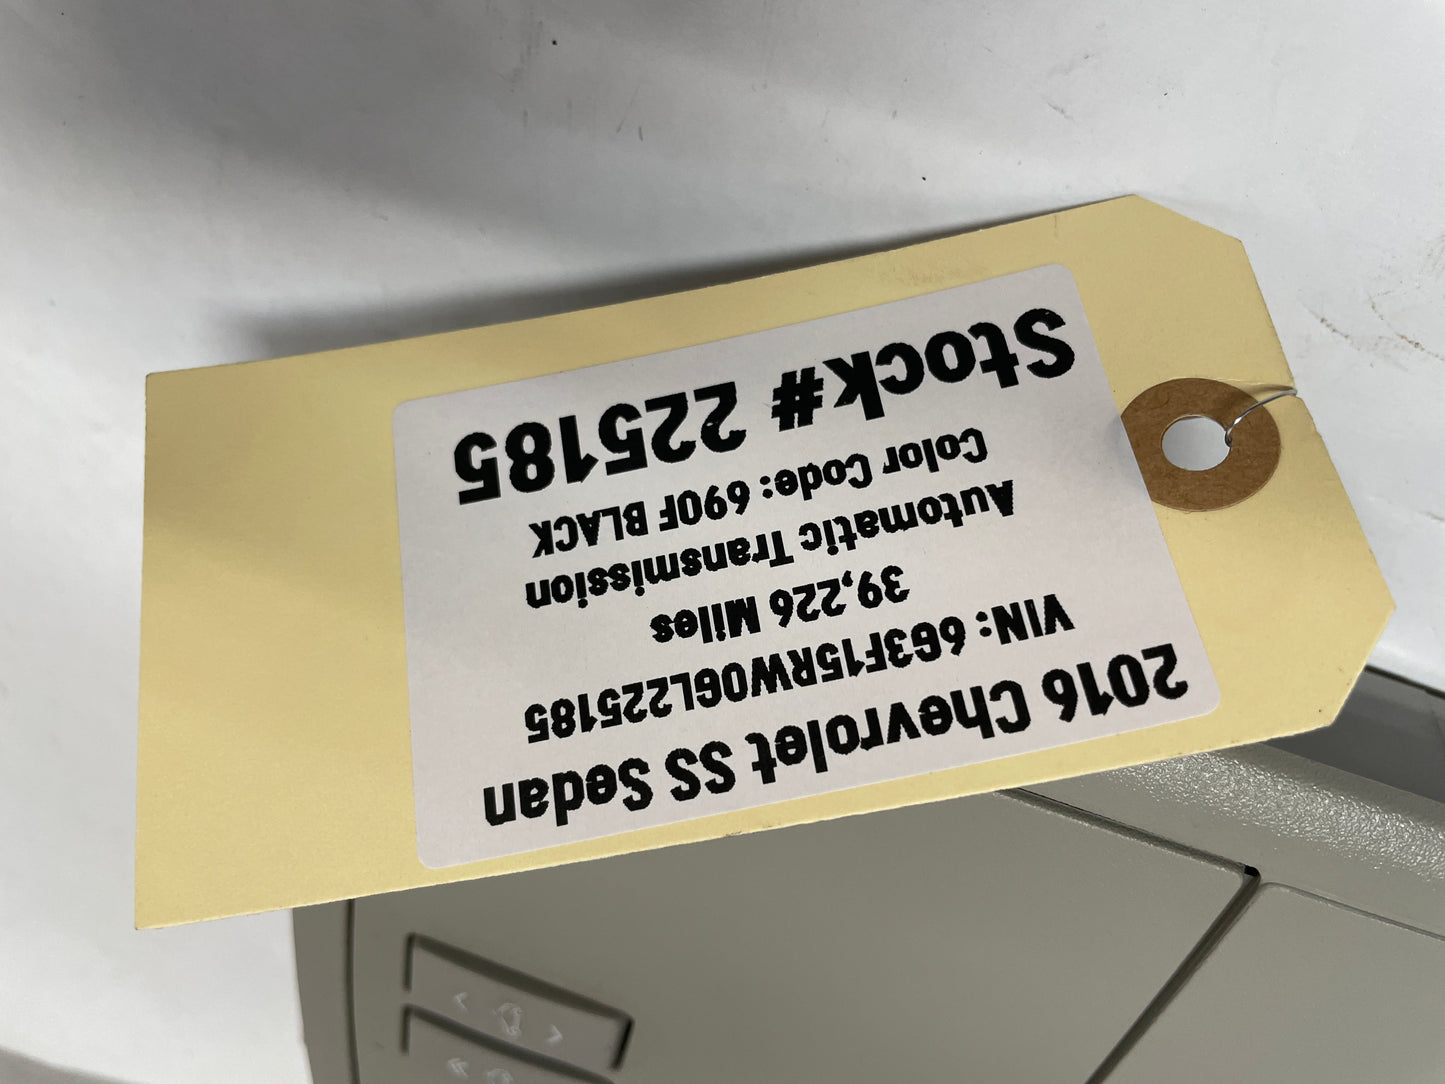 2016 Chevrolet SS Sedan
VIN: 6G3F15RW0GL225185
39,226 Miles
Automatic Transmission
Color Code: 690F BLACK
Stock# 225185